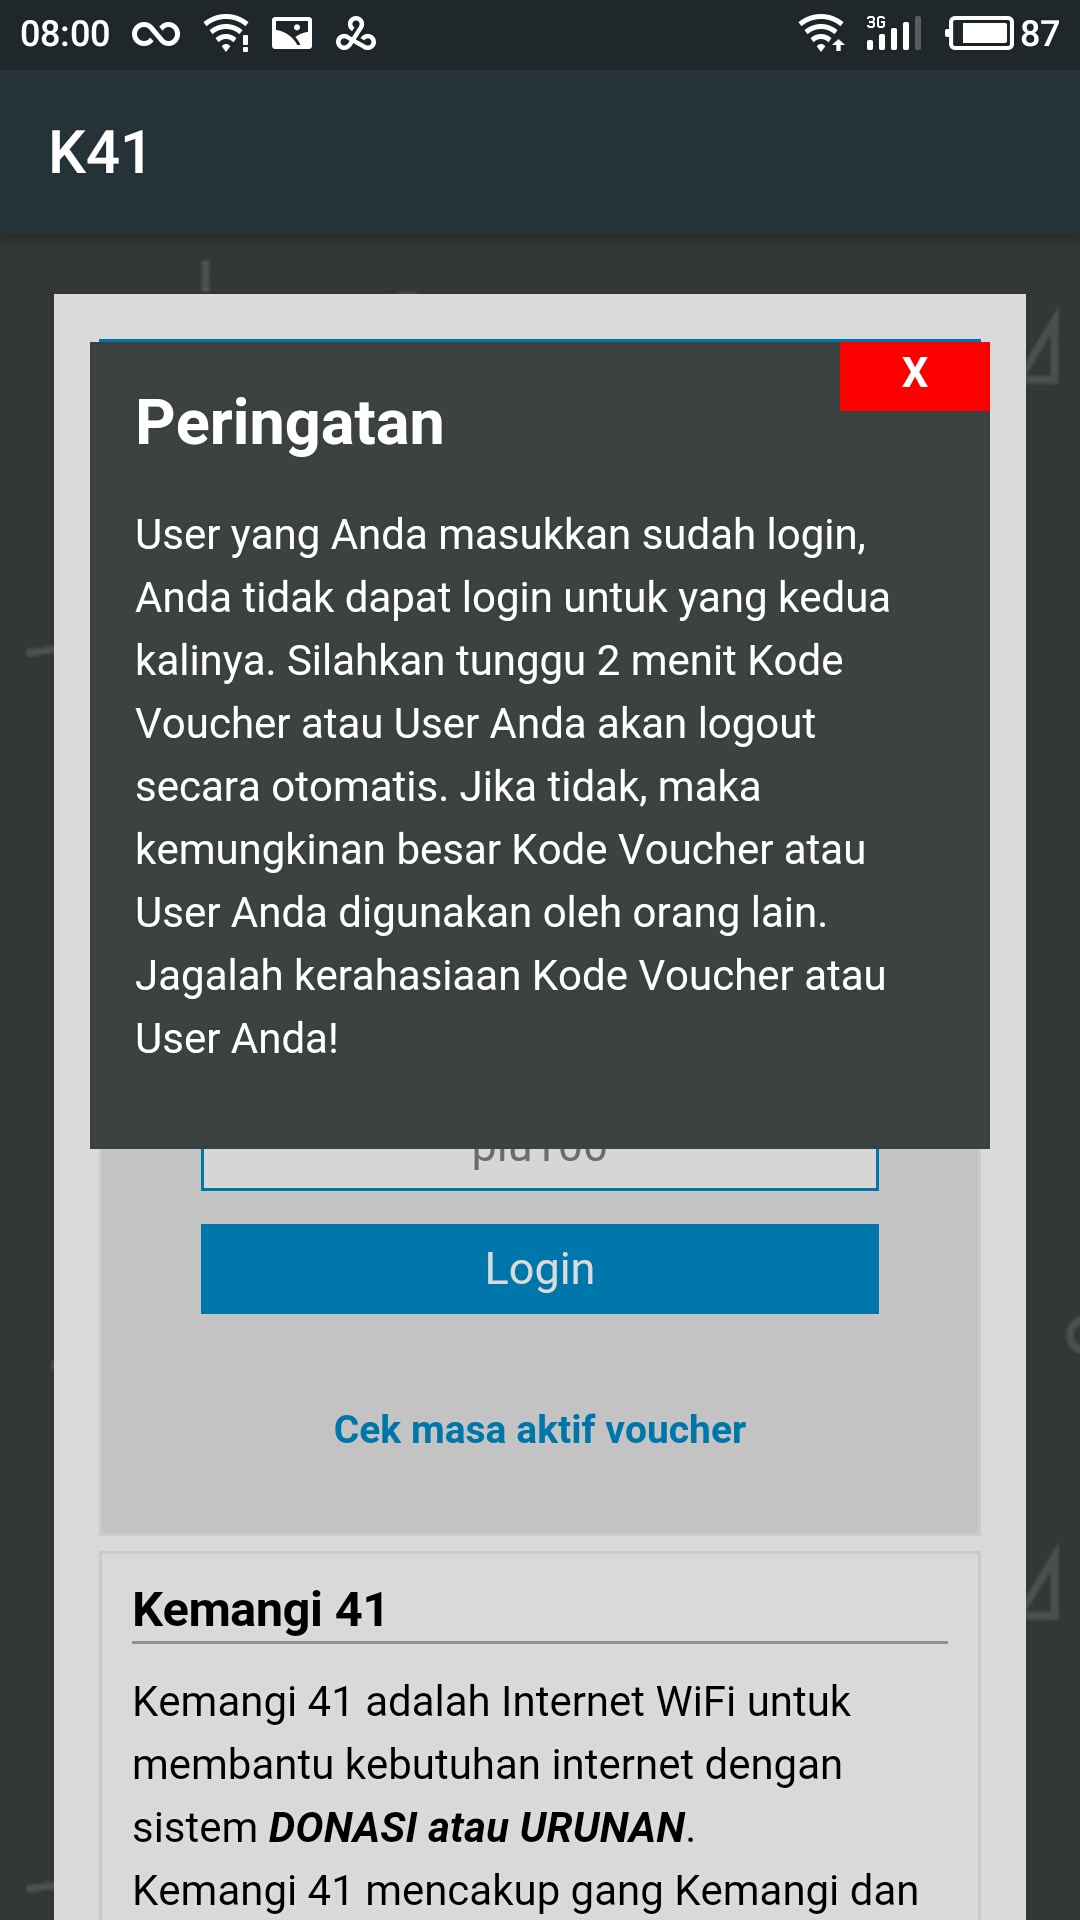 08:00
3G
87
K41
X
Peringatan
User yang Anda masukkan sudah login,
Anda tidak dapat login untuk yang kedua
kalinya. Silahkan tunggu 2 menit Kode
Voucher atau User Anda akan logout
secara otomatis. Jika tidak, maka
kemungkinan besar Kode Voucher atau
User Anda digunakan oleh orang lain.
Jagalah kerahasiaan Kode Voucher atau
User Anda!
Login
Cek masa aktif voucher
Kemangi 41
Kemangi 41 adalah Internet WiFi untuk
membantu kebutuhan internet dengan
sistem DONASI atau URUNAN.
Kemangi 41 mencakup gang Kemangi dan